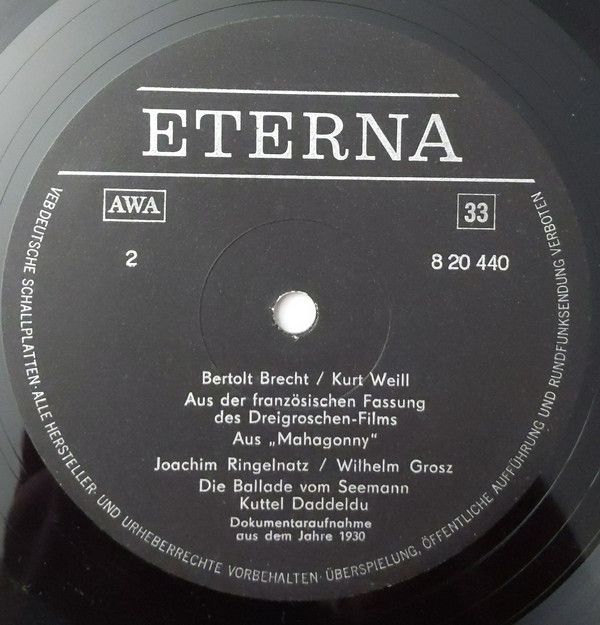 ETERNA
AWA
33
2
8 20 440
Bertolt Brecht / Kurt Weill
Aus der französischen Fassung
des Dreigroschen-Films
Aus „Mahagonny“
Joachim Ringelnatz / Wilhelm Grosz
Die Ballade vom Seemann
Kuttel Daddeldu
Dokumentaraufnahme
aus dem Jahre 1930
VEB DEUTSCHE SCHALLPLATTEN · ALLE HERSTELLER- UND URHEBERRECHTE VORBEHALTEN · ÜBERSPIELUNG, ÖFFENTLICHE AUFFÜHRUNG UND RUNDFUNKSENDUNG VERBOTEN